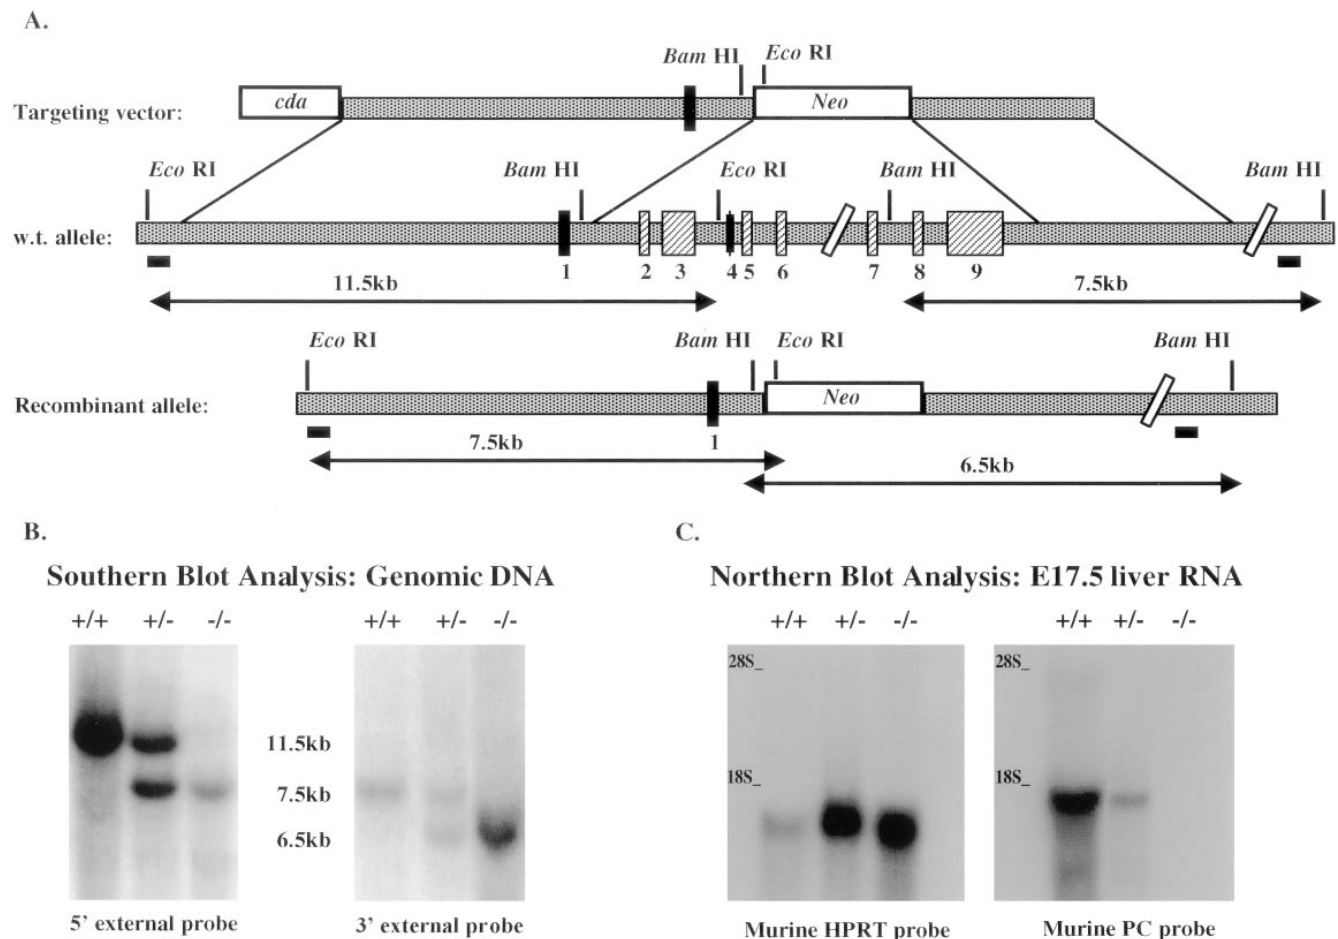 A.
Bam HI Eco RI
Targeting vector: cda Neo
Eco RI Bam HI Eco RI Bam HI Bam HI
w.t. allele:
1 2 3 4 5 6 7 8 9
11.5kb 7.5kb
Eco RI Bam HI Eco RI Bam HI
Recombinant allele: Neo
7.5kb 1
6.5kb
B.
Southern Blot Analysis: Genomic DNA
+/+ +/- -/- +/+ +/- -/-
11.5kb
7.5kb
6.5kb
5' external probe 3' external probe
C.
Northern Blot Analysis: E17.5 liver RNA
+/+ +/- -/- +/+ +/- -/-
28S_ 28S_
18S_ 18S_
Murine HPRT probe Murine PC probe